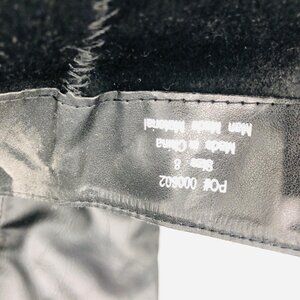 PO# 000602
Size 8
Made in China
Man Made Material